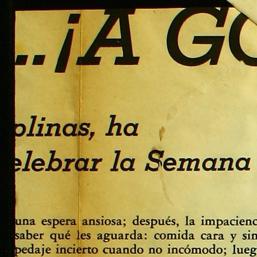 ..¡A GO
plinas, ha
elebrar la Semana
una espera ansiosa; después, la impacienc
saber qué les aguarda: comida cara y sin
pedaje incierto cuando no incómodo; lueg